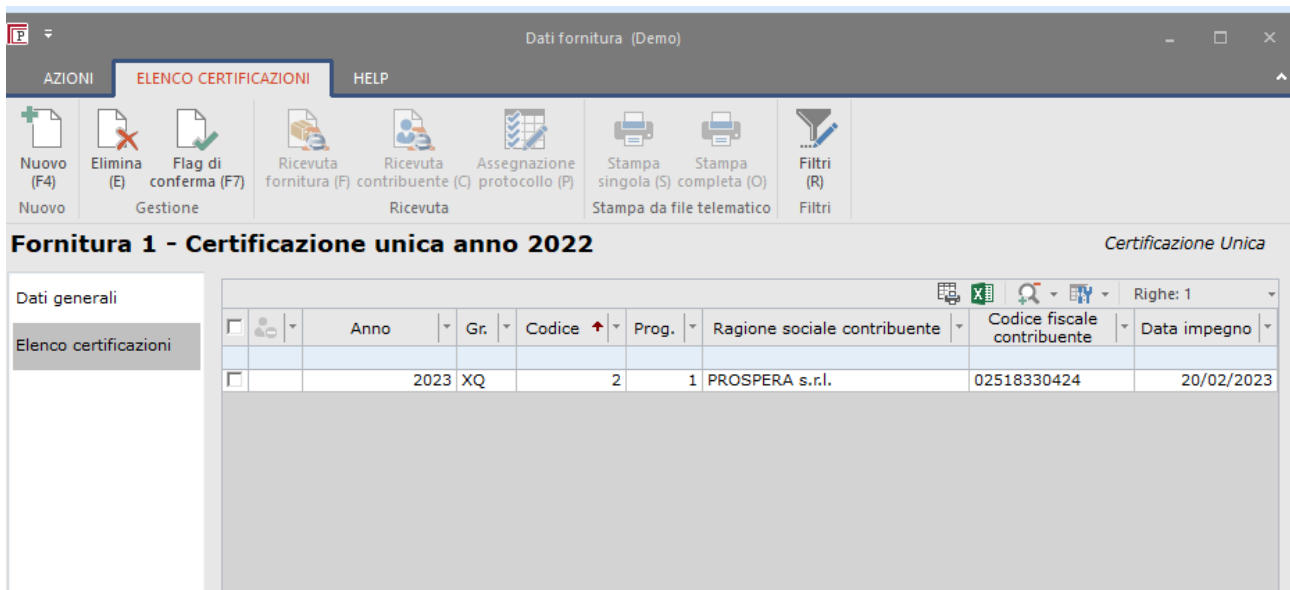 P
Dati fornitura (Demo)
AZIONI ELENCO CERTIFICAZIONI HELP
Nuovo (F4)
Elimina (E)
Flag di conferma (F7)
Ricevuta fornitura (F)
Ricevuta contribuente (C)
Assegnazione protocollo (P)
Stampa singola (S)
Stampa completa (O)
Filtri (R)
Nuovo Gestione Ricevuta Stampa da file telematico Filtri
Fornitura 1 - Certificazione unica anno 2022
Certificazione Unica
Dati generali
Elenco certificazioni
Righe: 1
Anno Gr. Codice Prog. Ragione sociale contribuente Codice fiscale contribuente Data impegno
2023 XQ 2 1 PROSPERA s.r.l. 02518330424 20/02/2023